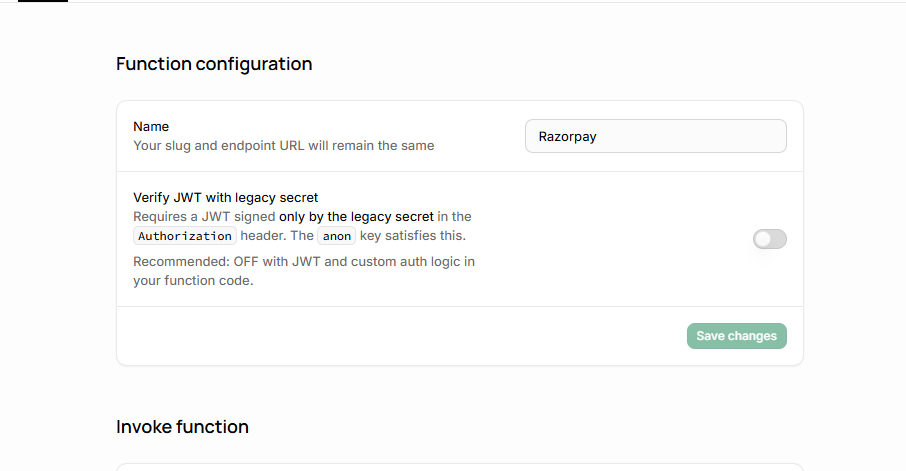 Function configuration
Name
Your slug and endpoint URL will remain the same
Razorpay
Verify JWT with legacy secret
Requires a JWT signed only by the legacy secret in the
Authorization header. The anon key satisfies this.
Recommended: OFF with JWT and custom auth logic in
your function code.
Save changes
Invoke function